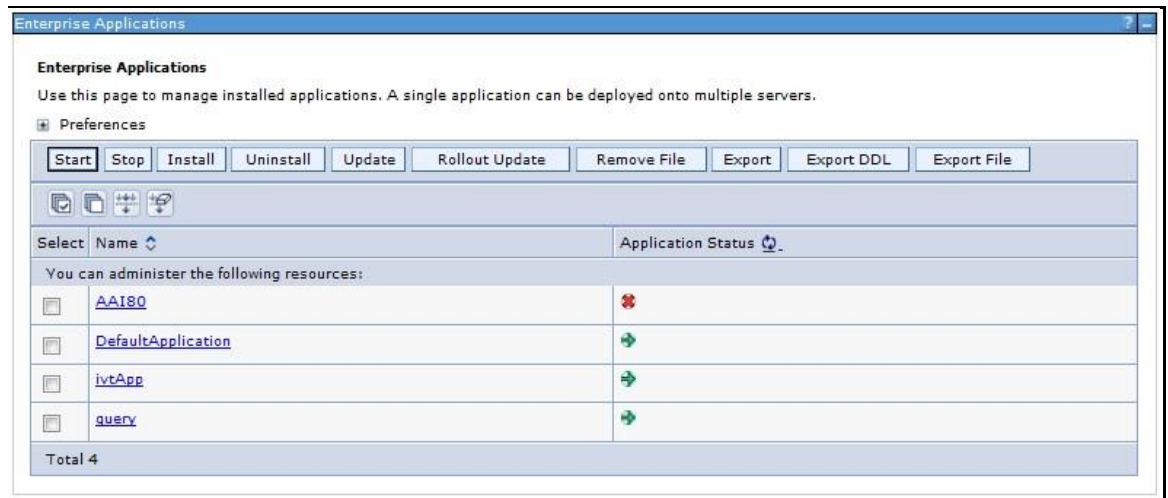 Enterprise Applications ? –
Enterprise Applications
Use this page to manage installed applications. A single application can be deployed onto multiple servers.
Preferences
Start Stop Install Uninstall Update Rollout Update Remove File Export Export DDL Export File
Select Name Application Status
You can administer the following resources:
AAI80
DefaultApplication
ivtApp
query
Total 4